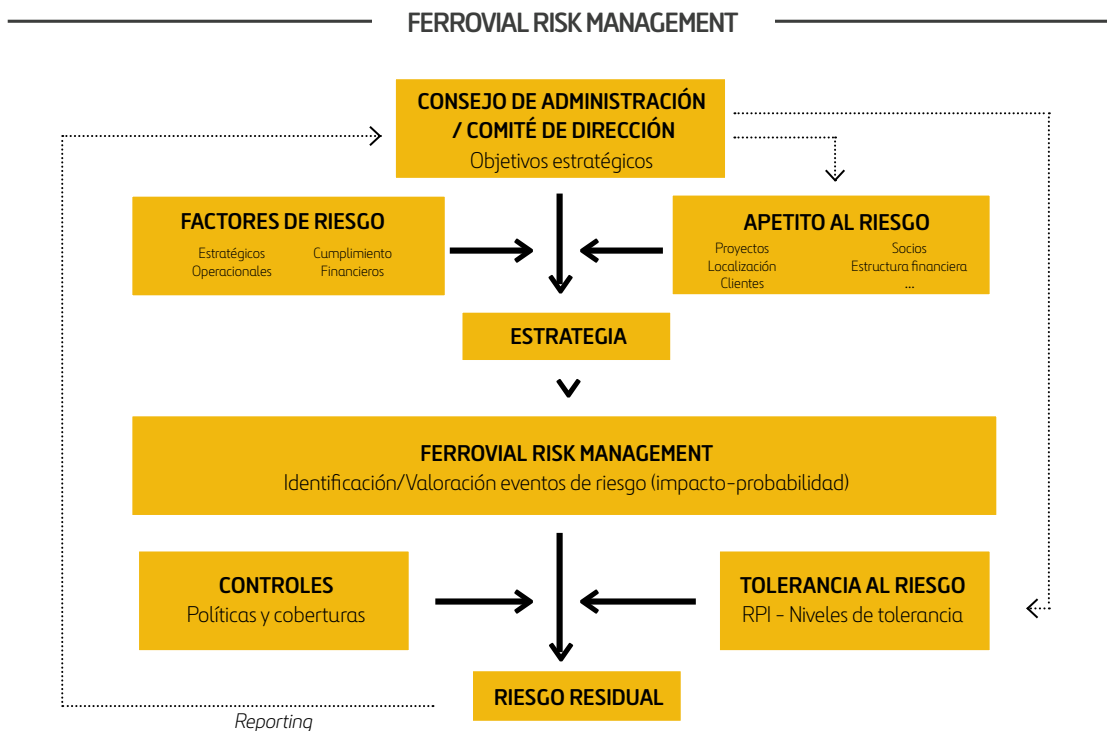 FERROVIAL RISK MANAGEMENT
CONSEJO DE ADMINISTRACIÓN
/ COMITÉ DE DIRECCIÓN
Objetivos estratégicos
FACTORES DE RIESGO
Estratégicos Cumplimiento
Operacionales Financieros
APETITO AL RIESGO
Proyectos Socios
Localización Estructura financiera
Clientes ...
ESTRATEGIA
FERROVIAL RISK MANAGEMENT
Identificación/Valoración eventos de riesgo (impacto-probabilidad)
CONTROLES
Políticas y coberturas
TOLERANCIA AL RIESGO
RPI - Niveles de tolerancia
RIESGO RESIDUAL
Reporting